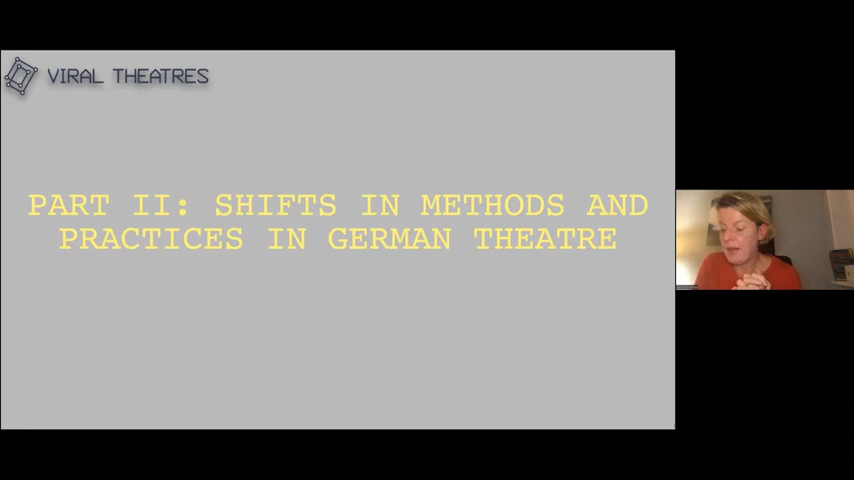 VIRAL THEATRES
PART II: SHIFTS IN METHODS AND
PRACTICES IN GERMAN THEATRE